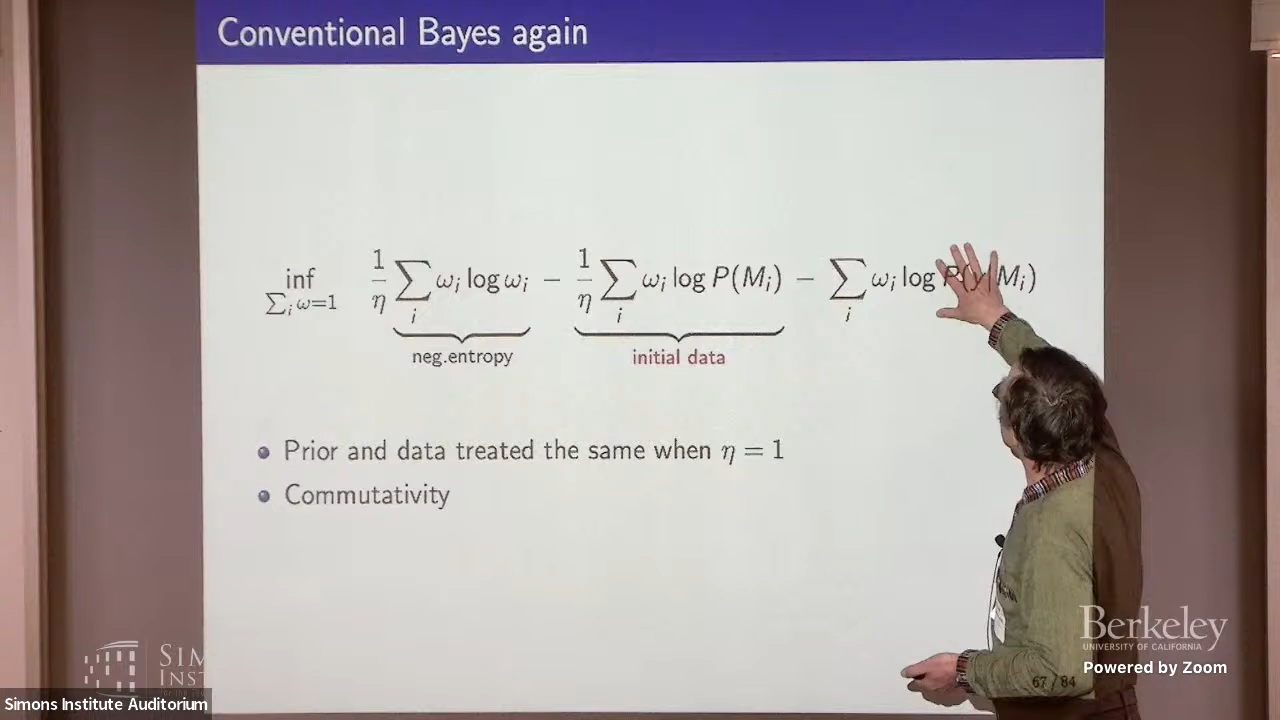 Conventional Bayes again
inf 1/η ∑ ωᵢ log ωᵢ − 1/η ∑ ωᵢ log P(Mᵢ) − ∑ ωᵢ log P(y|Mᵢ)
∑ᵢ ω=1 i i i
neg.entropy initial data
Prior and data treated the same when η = 1
Commutativity
Berkeley
UNIVERSITY OF CALIFORNIA
Powered by Zoom
67 / 84
Simons Institute Auditorium